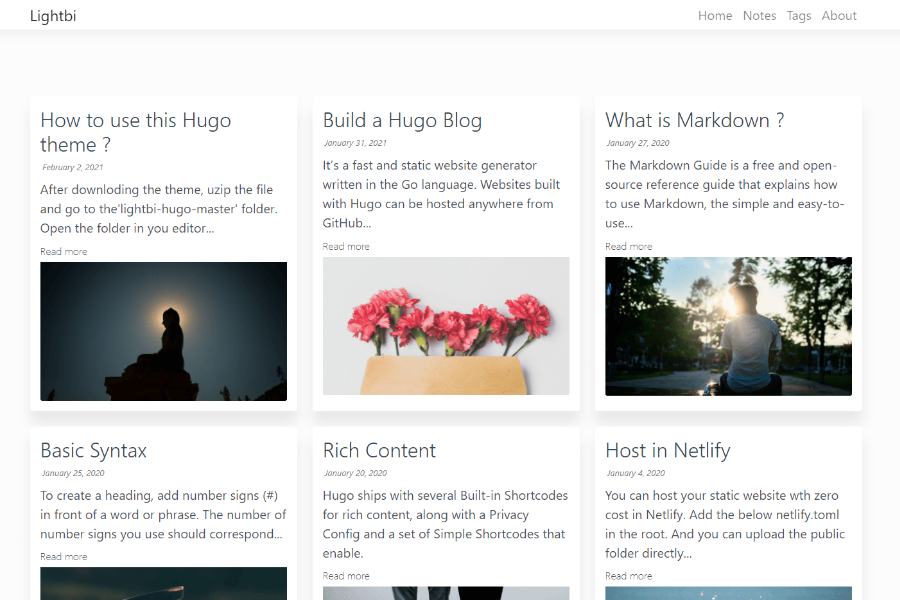 Lightbi
Home Notes Tags About
How to use this Hugo
theme ?
February 2, 2021
After downloding the theme, uzip the file
and go to the'lightbi-hugo-master' folder.
Open the folder in you editor...
Read more
Build a Hugo Blog
January 31, 2021
It's a fast and static website generator
written in the Go language. Websites built
with Hugo can be hosted anywhere from
GitHub...
Read more
What is Markdown ?
January 27, 2020
The Markdown Guide is a free and open-
source reference guide that explains how
to use Markdown, the simple and easy-to-
use...
Read more
Basic Syntax
January 25, 2020
To create a heading, add number signs (#)
in front of a word or phrase. The number of
number signs you use should correspond...
Read more
Rich Content
January 20, 2020
Hugo ships with several Built-in Shortcodes
for rich content, along with a Privacy
Config and a set of Simple Shortcodes that
enable.
Read more
Host in Netlify
January 4, 2020
You can host your static website wth zero
cost in Netlify. Add the below netlify.toml
in the root. And you can upload the public
folder directly...
Read more